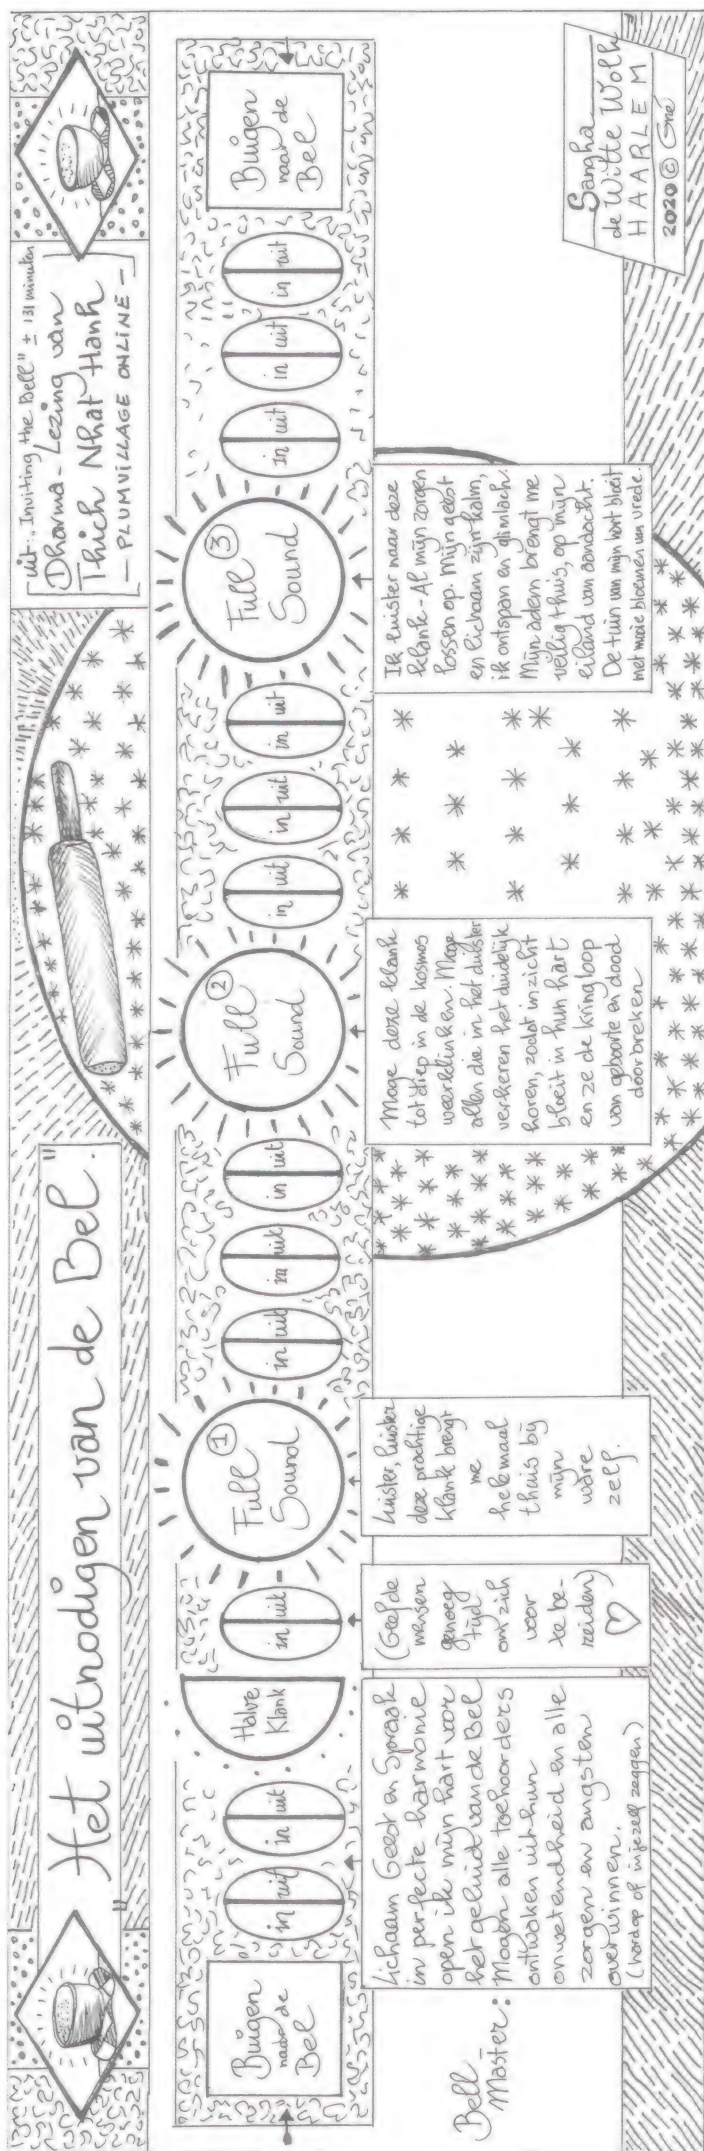 "Het uitnodigen van de Bel."
uit: „Inviting the Bell" ± 131 minuten
Dharma-Lezing van
Thich Nhat Hanh
— PLUMVILLAGE ONLINE —
Buigen
naar de
Bel
in uit
in uit
Halve
Klank
in uit
Full ①
Sound
in uit
in uit
in uit
Full ②
Sound
in uit
in uit
in uit
Full ③
Sound
in uit
in uit
in uit
Buigen
naar de
Bel
Bell
Master:
Lichaam Geest en Spraak
in perfecte harmonie
open ik mijn hart voor
het geluid van de Bel
Mogen alle toehoorders
ontwaken uit hun
onwetendheid en alle
zorgen en angsten
overwinnen.
(hardop of in jezelf zeggen)
(Geef de
mensen
genoeg
tijd
om zich
voor
te be-
reiden)
Luister, luister
deze prachtige
klank brengt
me
helemaal
thuis bij
mijn
ware
zelf.
Moge deze klank
tot diep in de kosmos
weerklinken. Moge
allen die in het duister
verkeren het duidelijk
horen, zodat inzicht
bloeit in hun hart
en ze de kringloop
van geboorte en dood
doorbreken
Ik luister naar deze
klank - Al mijn zorgen
lossen op. Mijn geest
en lichaam zijn kalm,
ik ontspan en glimlach.
Mijn adem brengt me
veilig thuis, op mijn
eiland van aandacht.
De tuin van mijn hart bloeit
met mooie bloemen van vrede.
Sangha
de Witte Wolk
HAARLEM
2020 ©